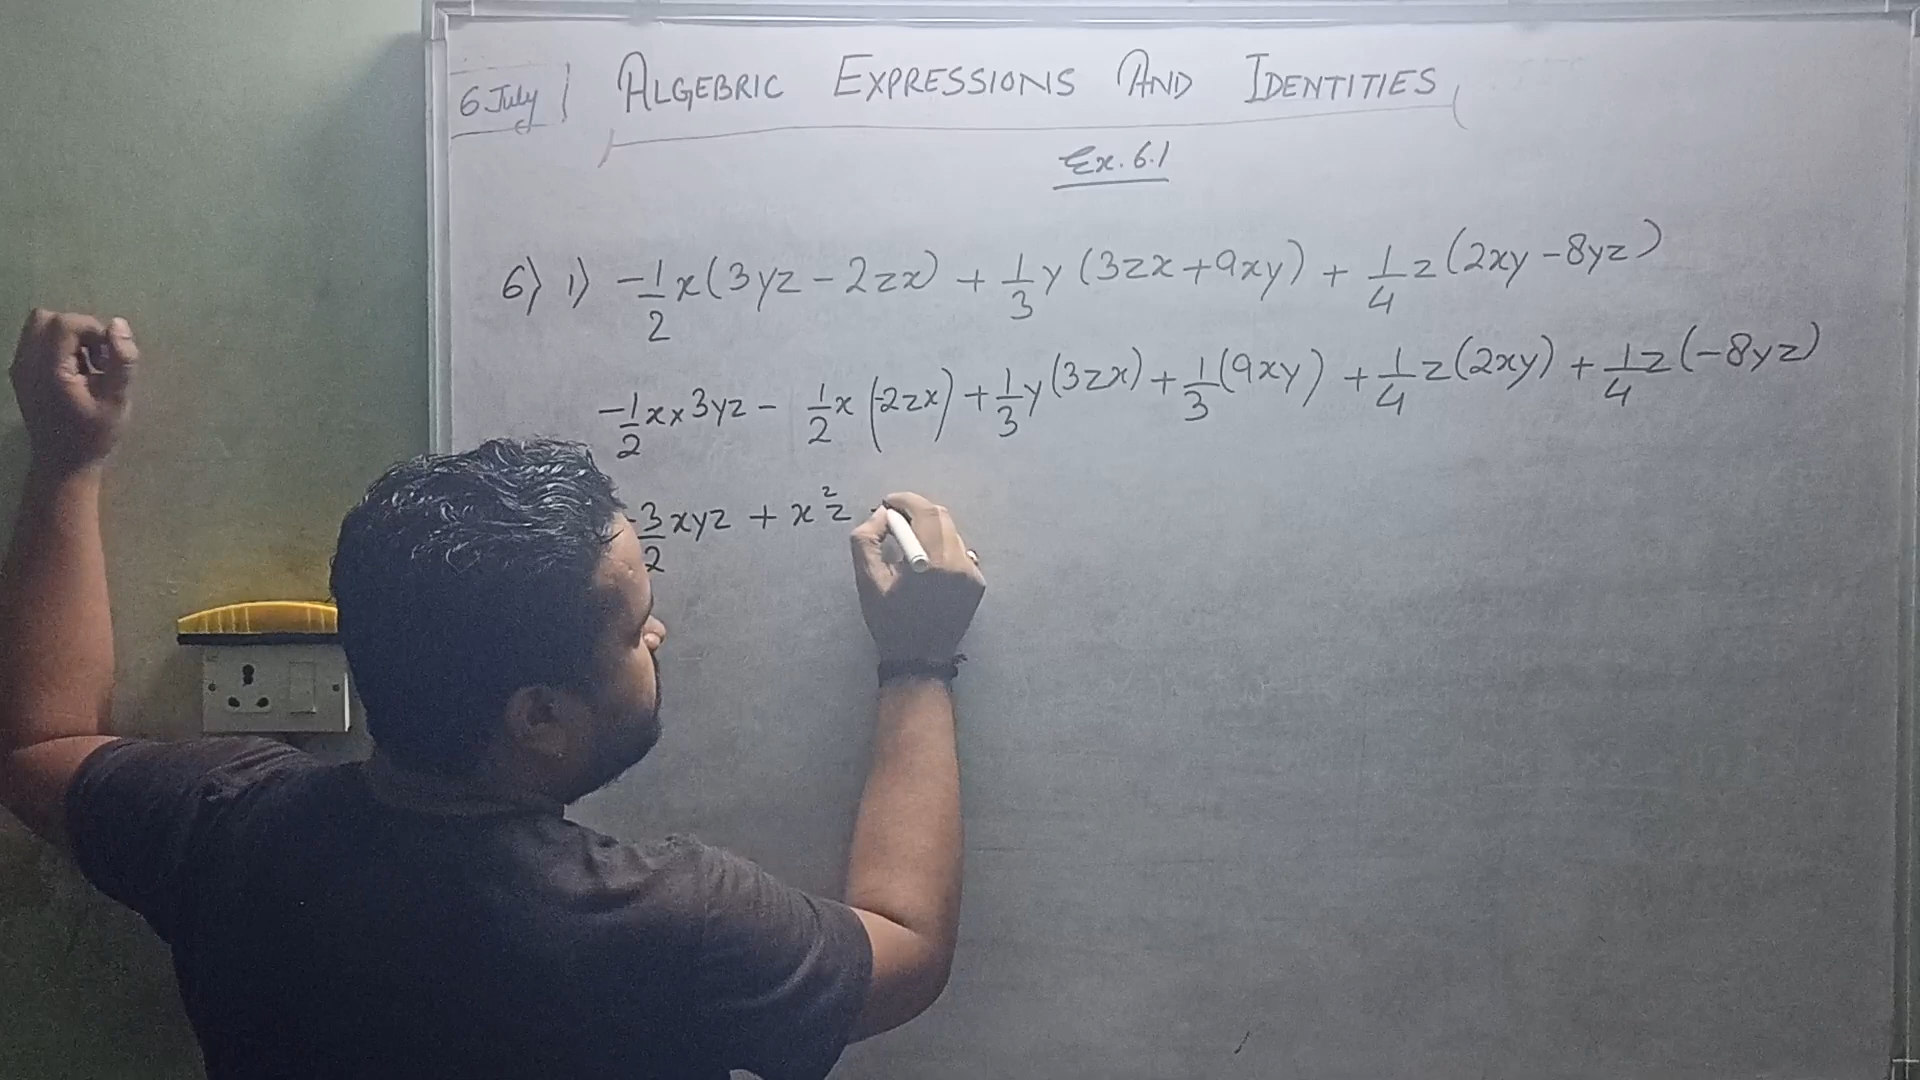 6 July ALGEBRIC EXPRESSIONS AND IDENTITIES
Ex. 6.1
6) 1) -1/2 x(3yz - 2zx) + 1/3 y (3zx + 9xy) + 1/4 z (2xy - 8yz)
-1/2 x × 3yz - 1/2 x (-2zx) + 1/3 y (3zx) + 1/3 (9xy) + 1/4 z (2xy) + 1/4 z (-8yz)
-3/2 xyz + x²z